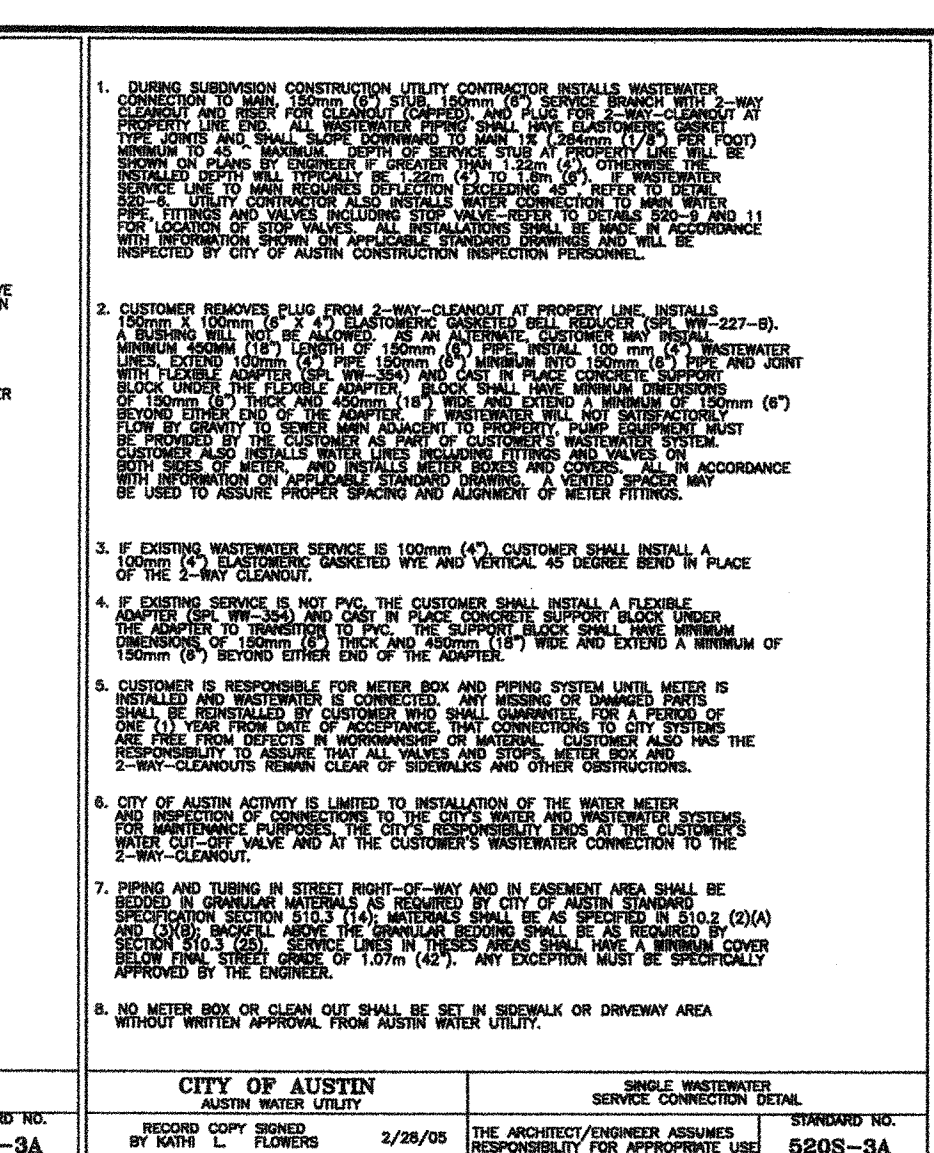 1. DURING SUBDIVISION CONSTRUCTION UTILITY CONTRACTOR INSTALLS WASTEWATER
CONNECTION TO MAIN, 150mm (6") STUB, 150mm (6") SERVICE BRANCH WITH 2-WAY
CLEANOUT AND RISER FOR CLEANOUT (CAPPED), AND PLUG FOR 2-WAY-CLEANOUT AT
PROPERTY LINE END. ALL WASTEWATER PIPING SHALL HAVE ELASTOMERIC GASKET
TYPE JOINTS AND SHALL SLOPE DOWNWARD TO MAIN 1% (.264mm (1/8") PER FOOT)
MINIMUM TO 45° MAXIMUM. DEPTH OF SERVICE STUB AT PROPERTY LINE WILL BE
SHOWN ON PLANS BY ENGINEER IF GREATER THAN 1.22m (4'), OTHERWISE THE
INSTALLED DEPTH WILL TYPICALLY BE 1.22m (4') TO 1.8m (6'). IF WASTEWATER
SERVICE LINE TO MAIN REQUIRES DEFLECTION EXCEEDING 45°, REFER TO DETAIL
520-6. UTILITY CONTRACTOR ALSO INSTALLS WATER CONNECTION TO MAIN WATER
PIPE, FITTINGS AND VALVES INCLUDING STOP VALVE-REFER TO DETAILS 520-9 AND 11
FOR LOCATION OF STOP VALVES. ALL INSTALLATIONS SHALL BE MADE IN ACCORDANCE
WITH INFORMATION SHOWN ON APPLICABLE STANDARD DRAWINGS AND WILL BE
INSPECTED BY CITY OF AUSTIN CONSTRUCTION INSPECTION PERSONNEL.
2. CUSTOMER REMOVES PLUG FROM 2-WAY-CLEANOUT AT PROPERY LINE, INSTALLS
150mm X 100mm (6" X 4") ELASTOMERIC GASKETED BELL REDUCER (SPL WW-227-B).
A BUSHING WILL NOT BE ALLOWED. AS AN ALTERNATE, CUSTOMER MAY INSTALL
MINIMUM 450MM (18") LENGTH OF 150mm (6") PIPE, INSTALL 100 mm (4") WASTEWATER
LINES, EXTEND 100mm (4") PIPE 150mm (6") MINIMUM INTO 150mm (6") PIPE AND JOINT
WITH FLEXIBLE ADAPTER (SPL WW-354) AND CAST IN PLACE CONCRETE SUPPORT
BLOCK UNDER THE FLEXIBLE ADAPTER. BLOCK SHALL HAVE MINIMUM DIMENSIONS
OF 150mm (6") THICK AND 450mm (18") WIDE AND EXTEND A MINIMUM OF 150mm (6")
BEYOND EITHER END OF THE ADAPTER. IF WASTEWATER WILL NOT SATISFACTORILY
FLOW BY GRAVITY TO SEWER MAIN ADJACENT TO PROPERTY, PUMP EQUIPMENT MUST
BE PROVIDED BY THE CUSTOMER AS PART OF CUSTOMER'S WASTEWATER SYSTEM.
CUSTOMER ALSO INSTALLS WATER LINES INCLUDING FITTINGS AND VALVES ON
BOTH SIDES OF METER, AND INSTALLS METER BOXES AND COVERS. ALL IN ACCORDANCE
WITH INFORMATION ON APPLICABLE STANDARD DRAWING. A VENTED SPACER MAY
BE USED TO ASSURE PROPER SPACING AND ALIGNMENT OF METER FITTINGS.
3. IF EXISTING WASTEWATER SERVICE IS 100mm (4"), CUSTOMER SHALL INSTALL A
100mm (4") ELASTOMERIC GASKETED WYE AND VERTICAL 45 DEGREE BEND IN PLACE
OF THE 2-WAY CLEANOUT.
4. IF EXISTING SERVICE IS NOT PVC, THE CUSTOMER SHALL INSTALL A FLEXIBLE
ADAPTER (SPL WW-354) AND CAST IN PLACE CONCRETE SUPPORT BLOCK UNDER
THE ADAPTER TO TRANSITION TO PVC. THE SUPPORT BLOCK SHALL HAVE MINIMUM
DIMENSIONS OF 150mm (6") THICK AND 450mm (18") WIDE AND EXTEND A MINIMUM OF
150mm (6") BEYOND EITHER END OF THE ADAPTER.
5. CUSTOMER IS RESPONSIBLE FOR METER BOX AND PIPING SYSTEM UNTIL METER IS
INSTALLED AND WASTEWATER IS CONNECTED. ANY MISSING OR DAMAGED PARTS
SHALL BE REINSTALLED BY CUSTOMER WHO SHALL GUARANTEE, FOR A PERIOD OF
ONE (1) YEAR FROM DATE OF ACCEPTANCE, THAT CONNECTIONS TO CITY SYSTEMS
ARE FREE FROM DEFECTS IN WORKMANSHIP OR MATERIAL. CUSTOMER ALSO HAS THE
RESPONSIBILITY TO ASSURE THAT ALL VALVES AND STOPS, METER BOX AND
2-WAY-CLEANOUTS REMAIN CLEAR OF SIDEWALKS AND OTHER OBSTRUCTIONS.
6. CITY OF AUSTIN ACTIVITY IS LIMITED TO INSTALLATION OF THE WATER METER
AND INSPECTION OF CONNECTIONS TO THE CITY'S WATER AND WASTEWATER SYSTEMS.
FOR MAINTENANCE PURPOSES, THE CITY'S RESPONSIBILITY ENDS AT THE CUSTOMER'S
WATER CUT-OFF VALVE AND AT THE CUSTOMER'S WASTEWATER CONNECTION TO THE
2-WAY-CLEANOUT.
7. PIPING AND TUBING IN STREET RIGHT-OF-WAY AND IN EASEMENT AREA SHALL BE
BEDDED IN GRANULAR MATERIALS AS REQUIRED BY CITY OF AUSTIN STANDARD
SPECIFICATION SECTION 510.3 (14); MATERIALS SHALL BE AS SPECIFIED IN 510.2 (2)(A)
AND (3)(B); BACKFILL ABOVE THE GRANULAR BEDDING SHALL BE AS REQUIRED BY
SECTION 510.3 (25). SERVICE LINES IN THESES AREAS SHALL HAVE A MINIMUM COVER
BELOW FINAL STREET GRADE OF 1.07m (42"). ANY EXCEPTION MUST BE SPECIFICALLY
APPROVED BY THE ENGINEER.
8. NO METER BOX OR CLEAN OUT SHALL BE SET IN SIDEWALK OR DRIVEWAY AREA
WITHOUT WRITTEN APPROVAL FROM AUSTIN WATER UTILITY.
CITY OF AUSTIN
AUSTIN WATER UTILITY
SINGLE WASTEWATER
SERVICE CONNECTION DETAIL
RECORD COPY SIGNED
BY KATHI L. FLOWERS
2/28/05
THE ARCHITECT/ENGINEER ASSUMES
RESPONSIBILITY FOR APPROPRIATE USE
STANDARD NO.
520S-3A
RD NO.
-3A